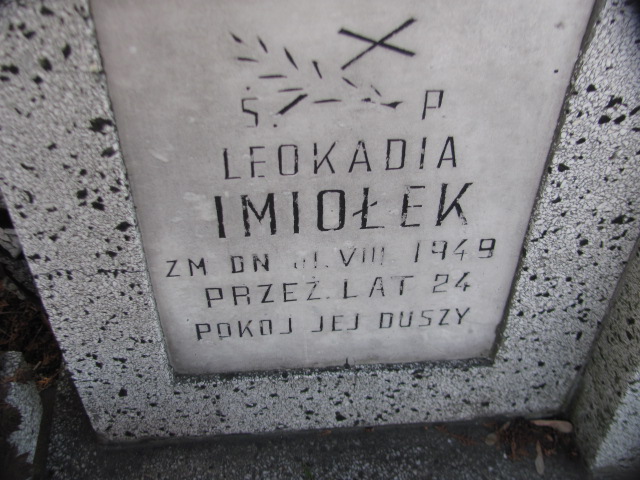 Ś. P.
LEOKADIA
IMIOŁEK
ZM DN VIII. 1949
PRZEŻ. LAT 24
POKOJ JEJ DUSZY